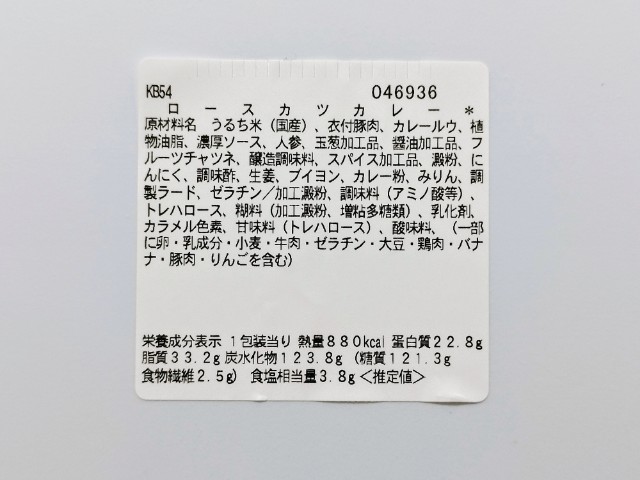 KB54 046936
ロースカツカレー＊
原材料名 うるち米（国産）、衣付豚肉、カレールウ、植
物油脂、濃厚ソース、人参、玉葱加工品、醤油加工品、フ
ルーツチャツネ、醸造調味料、スパイス加工品、澱粉、に
んにく、調味酢、生姜、ブイヨン、カレー粉、みりん、調
製ラード、ゼラチン／加工澱粉、調味料（アミノ酸等）、
トレハロース、糊料（加工澱粉、増粘多糖類）、乳化剤、
カラメル色素、甘味料（トレハロース）、酸味料、（一部
に卵・乳成分・小麦・牛肉・ゼラチン・大豆・鶏肉・バナ
ナ・豚肉・りんごを含む）
栄養成分表示 1包装当り 熱量880kcal 蛋白質22.8g
脂質33.2g 炭水化物123.8g（糖質121.3g
食物繊維2.5g） 食塩相当量3.8g＜推定値＞